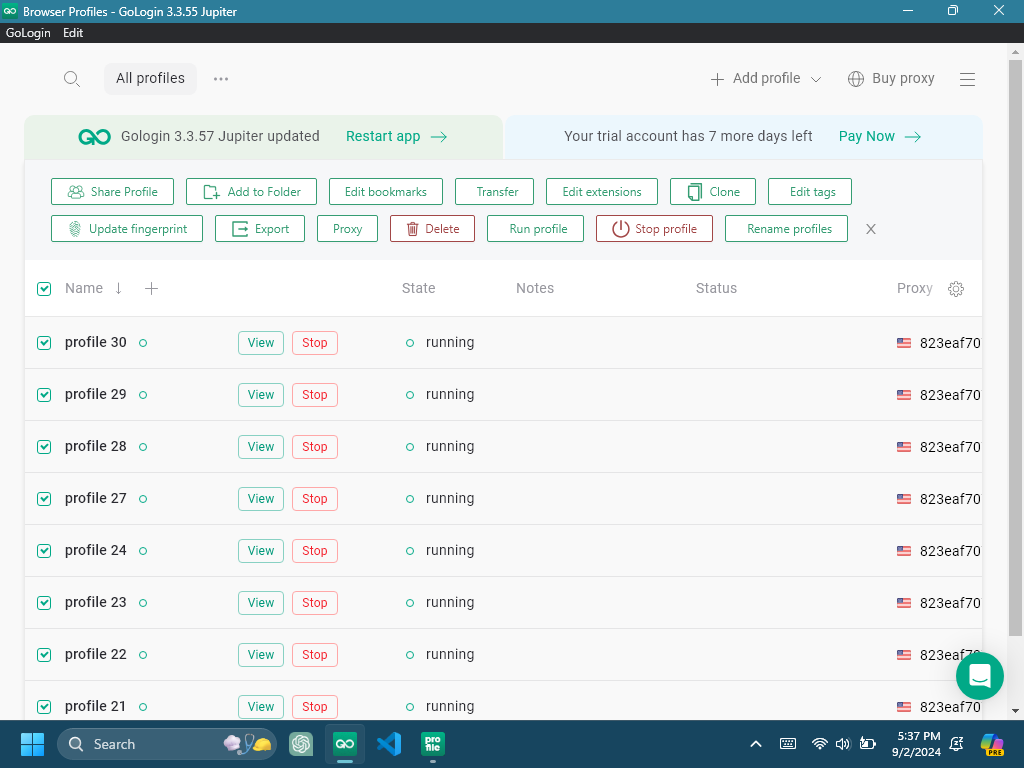 Browser Profiles - GoLogin 3.3.55 Jupiter
GoLogin Edit
All profiles
Add profile
Buy proxy
Gologin 3.3.57 Jupiter updated Restart app
Your trial account has 7 more days left Pay Now
Share Profile Add to Folder Edit bookmarks Transfer Edit extensions Clone Edit tags
Update fingerprint Export Proxy Delete Run profile Stop profile Rename profiles
Name State Notes Status Proxy
profile 30 View Stop running 823eaf70
profile 29 View Stop running 823eaf70
profile 28 View Stop running 823eaf70
profile 27 View Stop running 823eaf70
profile 24 View Stop running 823eaf70
profile 23 View Stop running 823eaf70
profile 22 View Stop running 823eaf70
profile 21 View Stop running 823eaf70
Search
pro
file
5:37 PM
9/2/2024
PRE